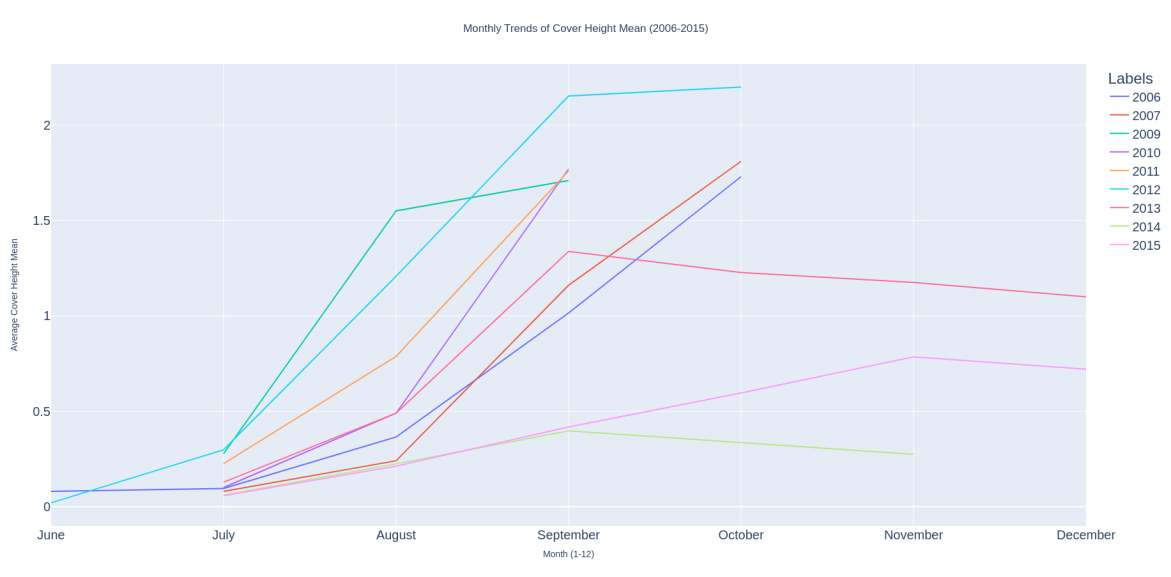 Monthly Trends of Cover Height Mean (2006-2015)
Labels
2006
2007
2009
2010
2011
2012
2013
2014
2015
Average Cover Height Mean
2
1.5
1
0.5
0
June July August September October November December
Month (1-12)